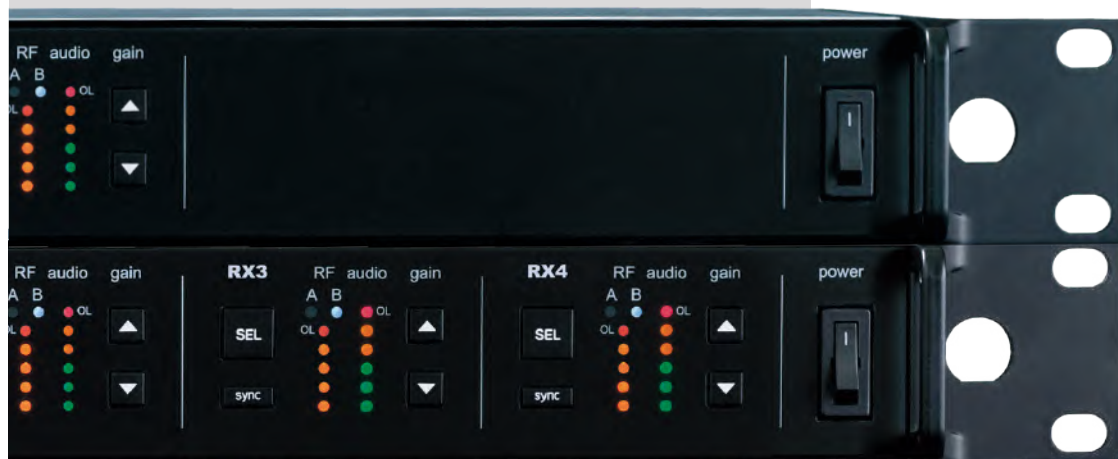 RF audio gain power
A B
OL
OL
I
RF audio gain RX3 RF audio gain RX4 RF audio gain power
A B A B A B
OL OL OL
OL SEL OL SEL OL
I
sync sync